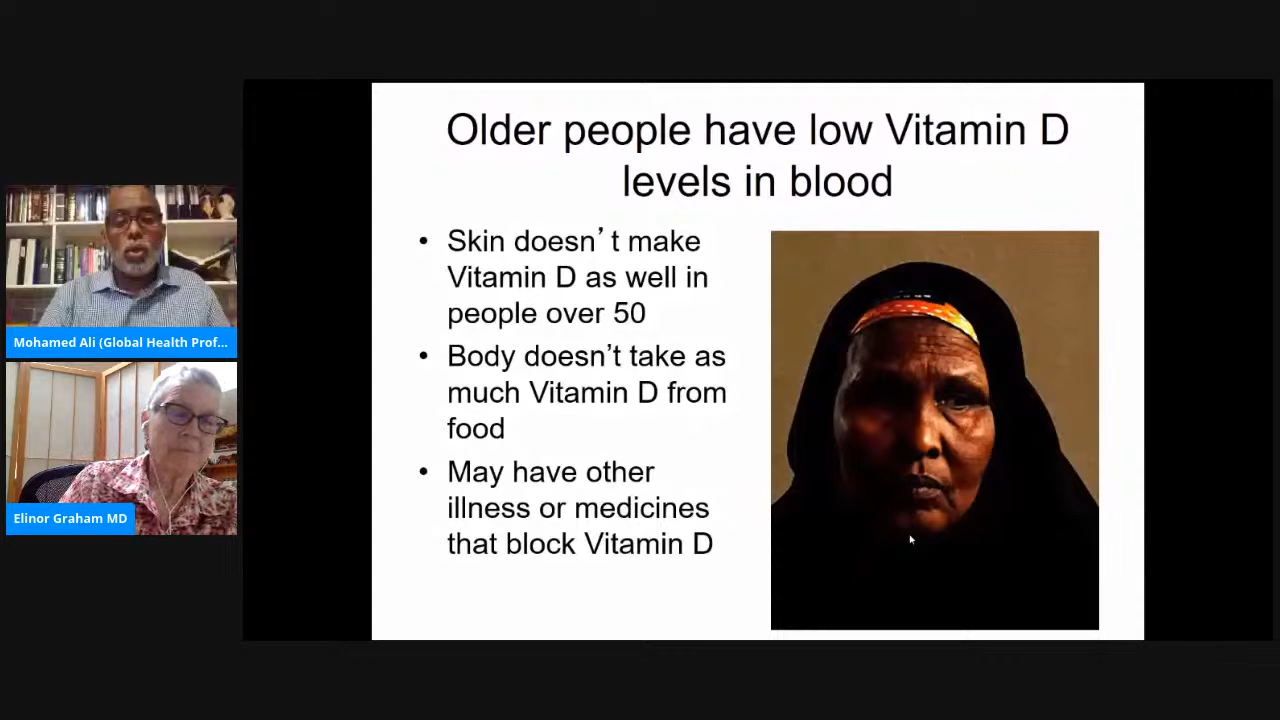 Older people have low Vitamin D
levels in blood
• Skin doesn’t make
Vitamin D as well in
people over 50
• Body doesn’t take as
much Vitamin D from
food
• May have other
illness or medicines
that block Vitamin D
Mohamed Ali (Global Health Prof...
Elinor Graham MD